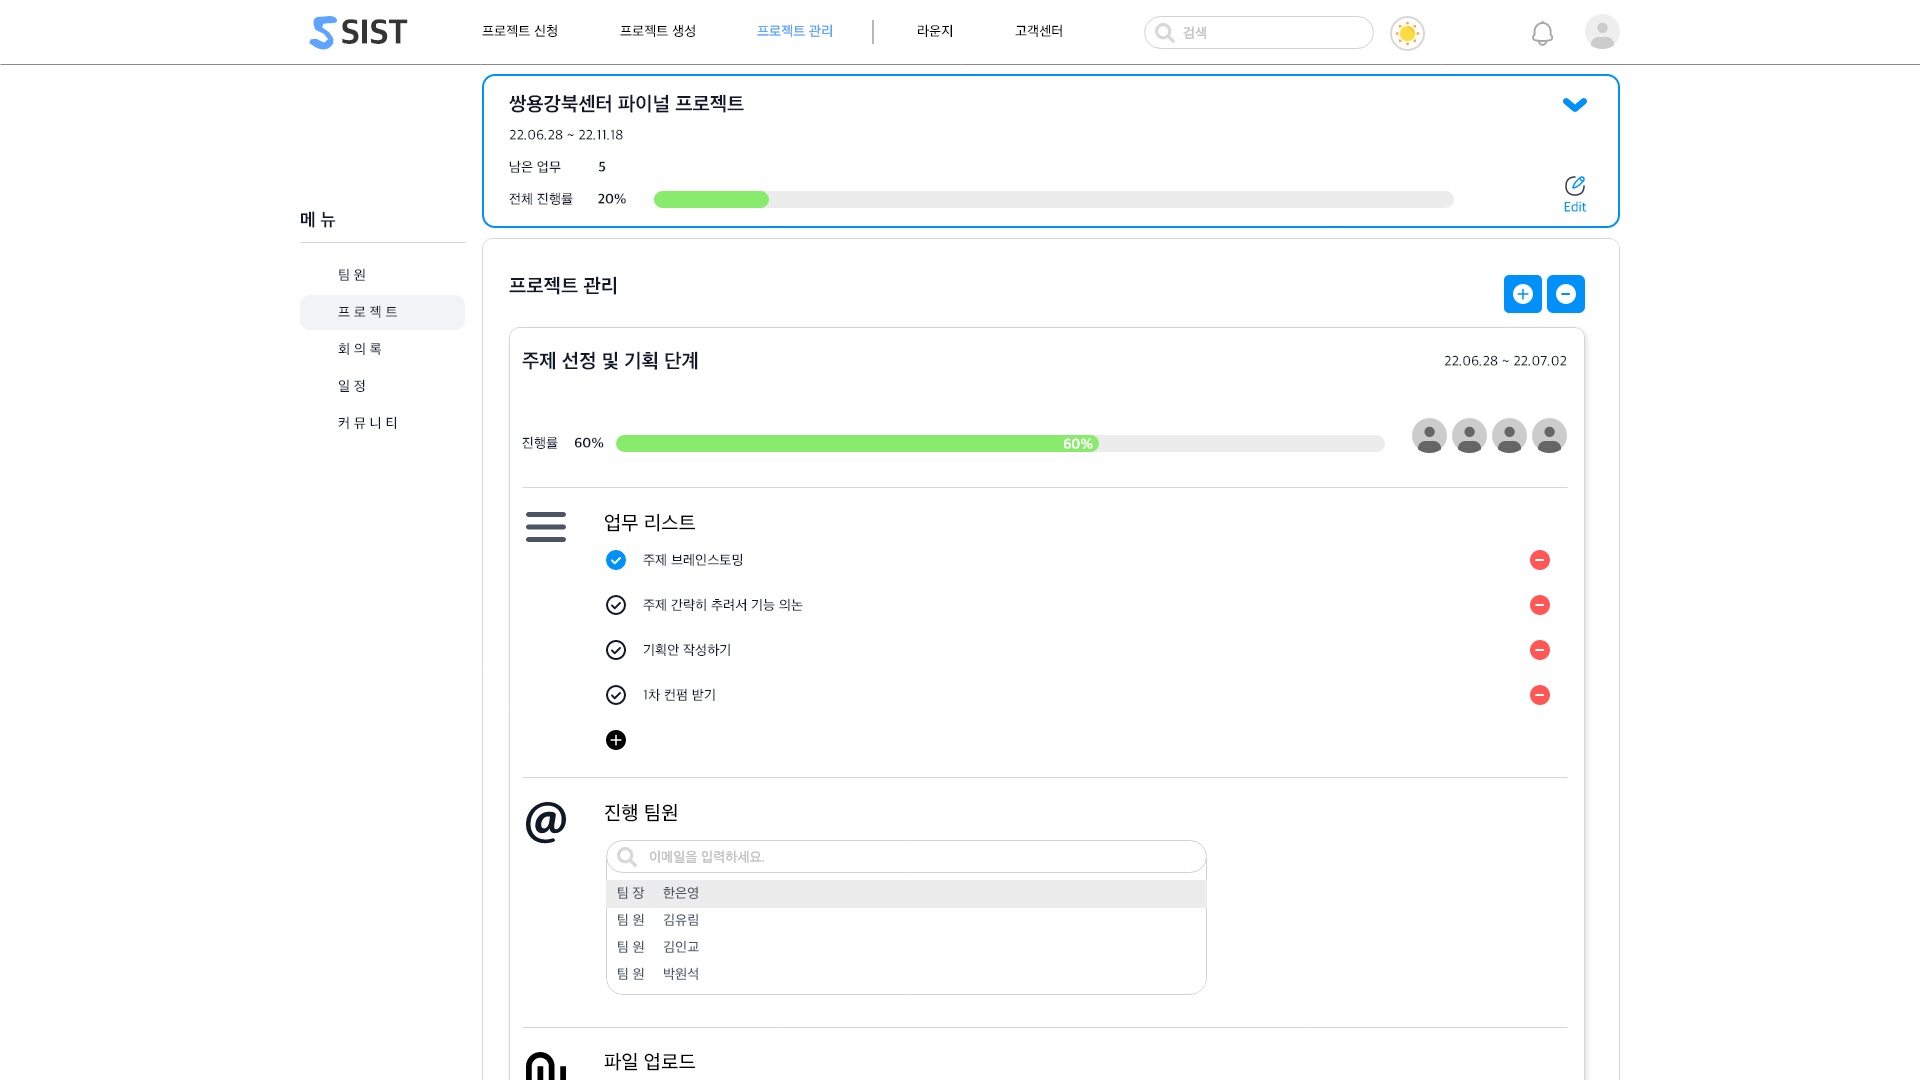 SIST 프로젝트 신청 프로젝트 생성 프로젝트 관리 라운지 고객센터 검색
쌍용강북센터 파이널 프로젝트
22.06.28 ~ 22.11.18
남은 업무 5
전체 진행률 20%
Edit
메 뉴
팀 원
프 로 젝 트
회 의 록
일 정
커 뮤 니 티
프로젝트 관리
주제 선정 및 기획 단계 22.06.28 ~ 22.07.02
진행률 60% 60%
업무 리스트
주제 브레인스토밍
주제 간략히 추려서 기능 의논
기획안 작성하기
1차 컨펌 받기
@ 진행 팀원
이메일을 입력하세요.
팀 장 한은영
팀 원 김유림
팀 원 김인교
팀 원 박원석
파일 업로드